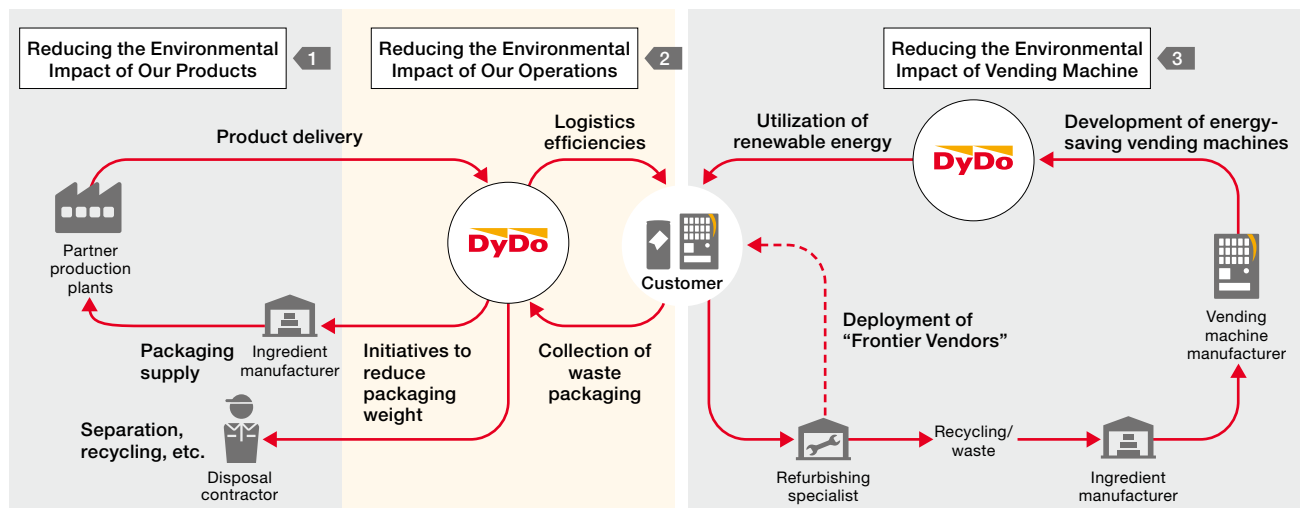 Reducing the Environmental
Impact of Our Products
1
Reducing the Environmental
Impact of Our Operations
2
Reducing the Environmental
Impact of Vending Machine
3
Product delivery
Logistics
efficiencies
Utilization of
renewable energy
DyDo
Development of energy-
saving vending machines
Partner
production
plants
DyDo
Customer
Packaging
supply
Ingredient
manufacturer
Initiatives to
reduce
packaging
weight
Collection of
waste
packaging
Deployment of
“Frontier Vendors”
Vending
machine
manufacturer
Separation,
recycling, etc.
Disposal
contractor
Refurbishing
specialist
Recycling/
waste
Ingredient
manufacturer